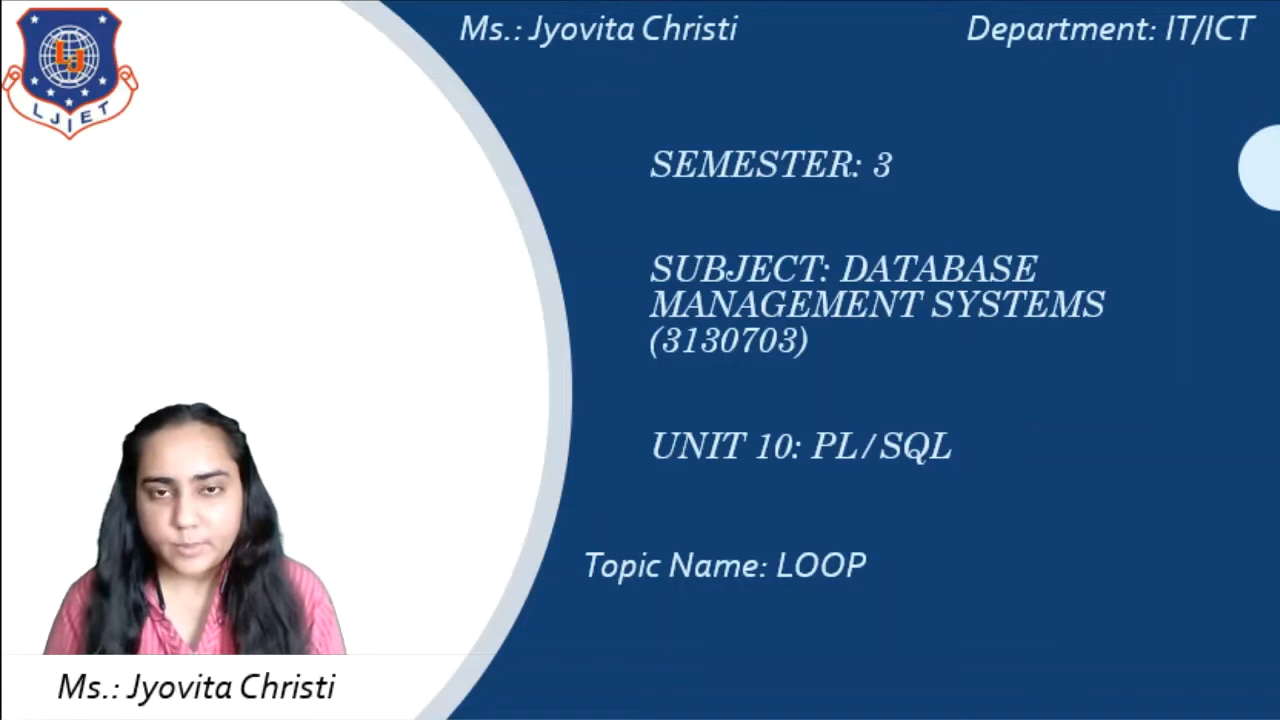 LJ
LJIET
Ms.: Jyovita Christi
Department: IT/ICT
SEMESTER: 3
SUBJECT: DATABASE
MANAGEMENT SYSTEMS
(3130703)
UNIT 10: PL/SQL
Topic Name: LOOP
Ms.: Jyovita Christi